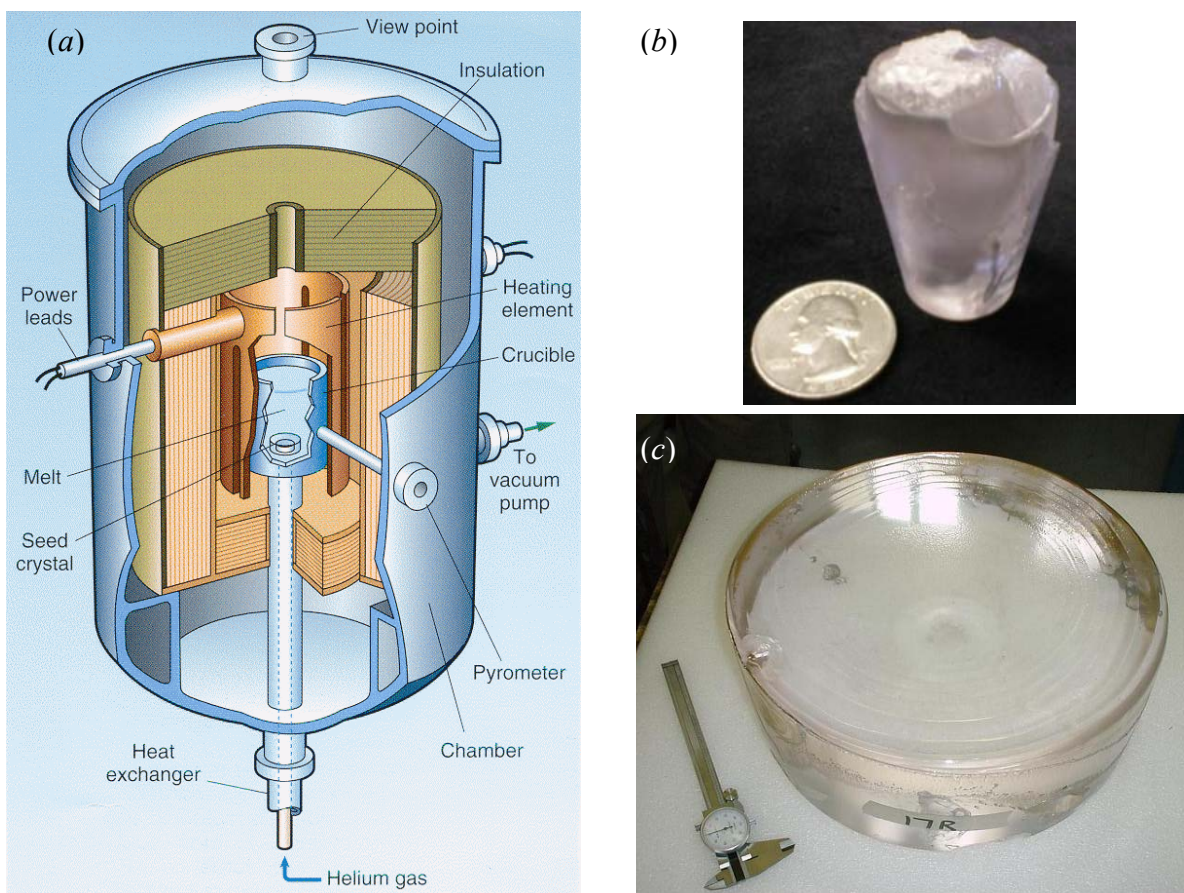 (a)
View point
Insulation
Power
leads
Heating
element
Crucible
Melt
To
vacuum
pump
Seed
crystal
Pyrometer
Heat
exchanger
Chamber
Helium gas
(b)
(c)
17R